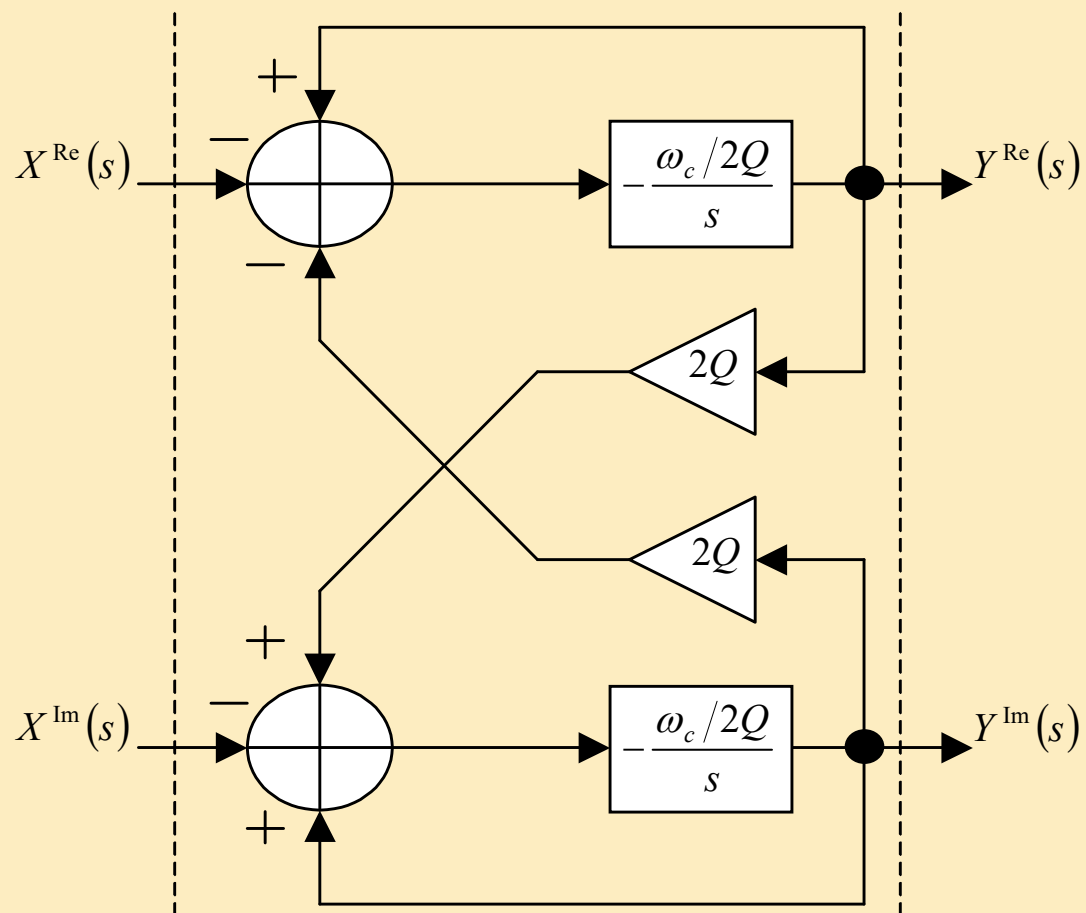 +
−
X^Re(s)
−ω_c/2Q / s
Y^Re(s)
−
2Q
2Q
+
−
X^Im(s)
−ω_c/2Q / s
Y^Im(s)
+